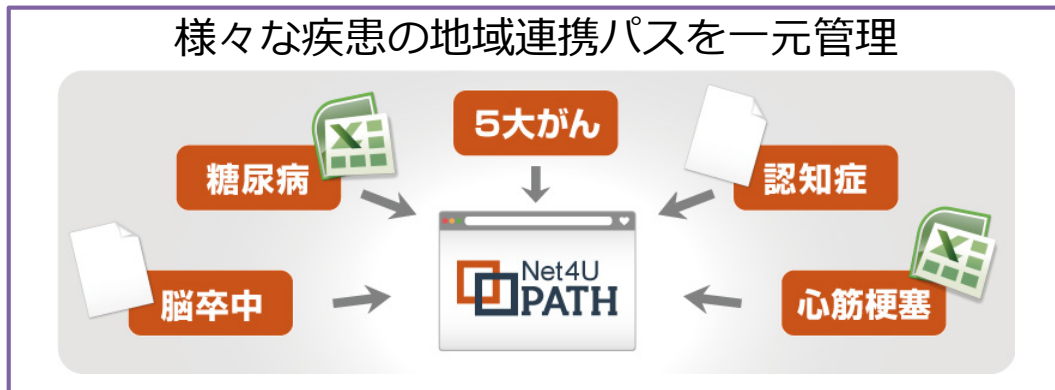 様々な疾患の地域連携パスを一元管理
5大がん
糖尿病
認知症
脳卒中
心筋梗塞
Net4U
PATH